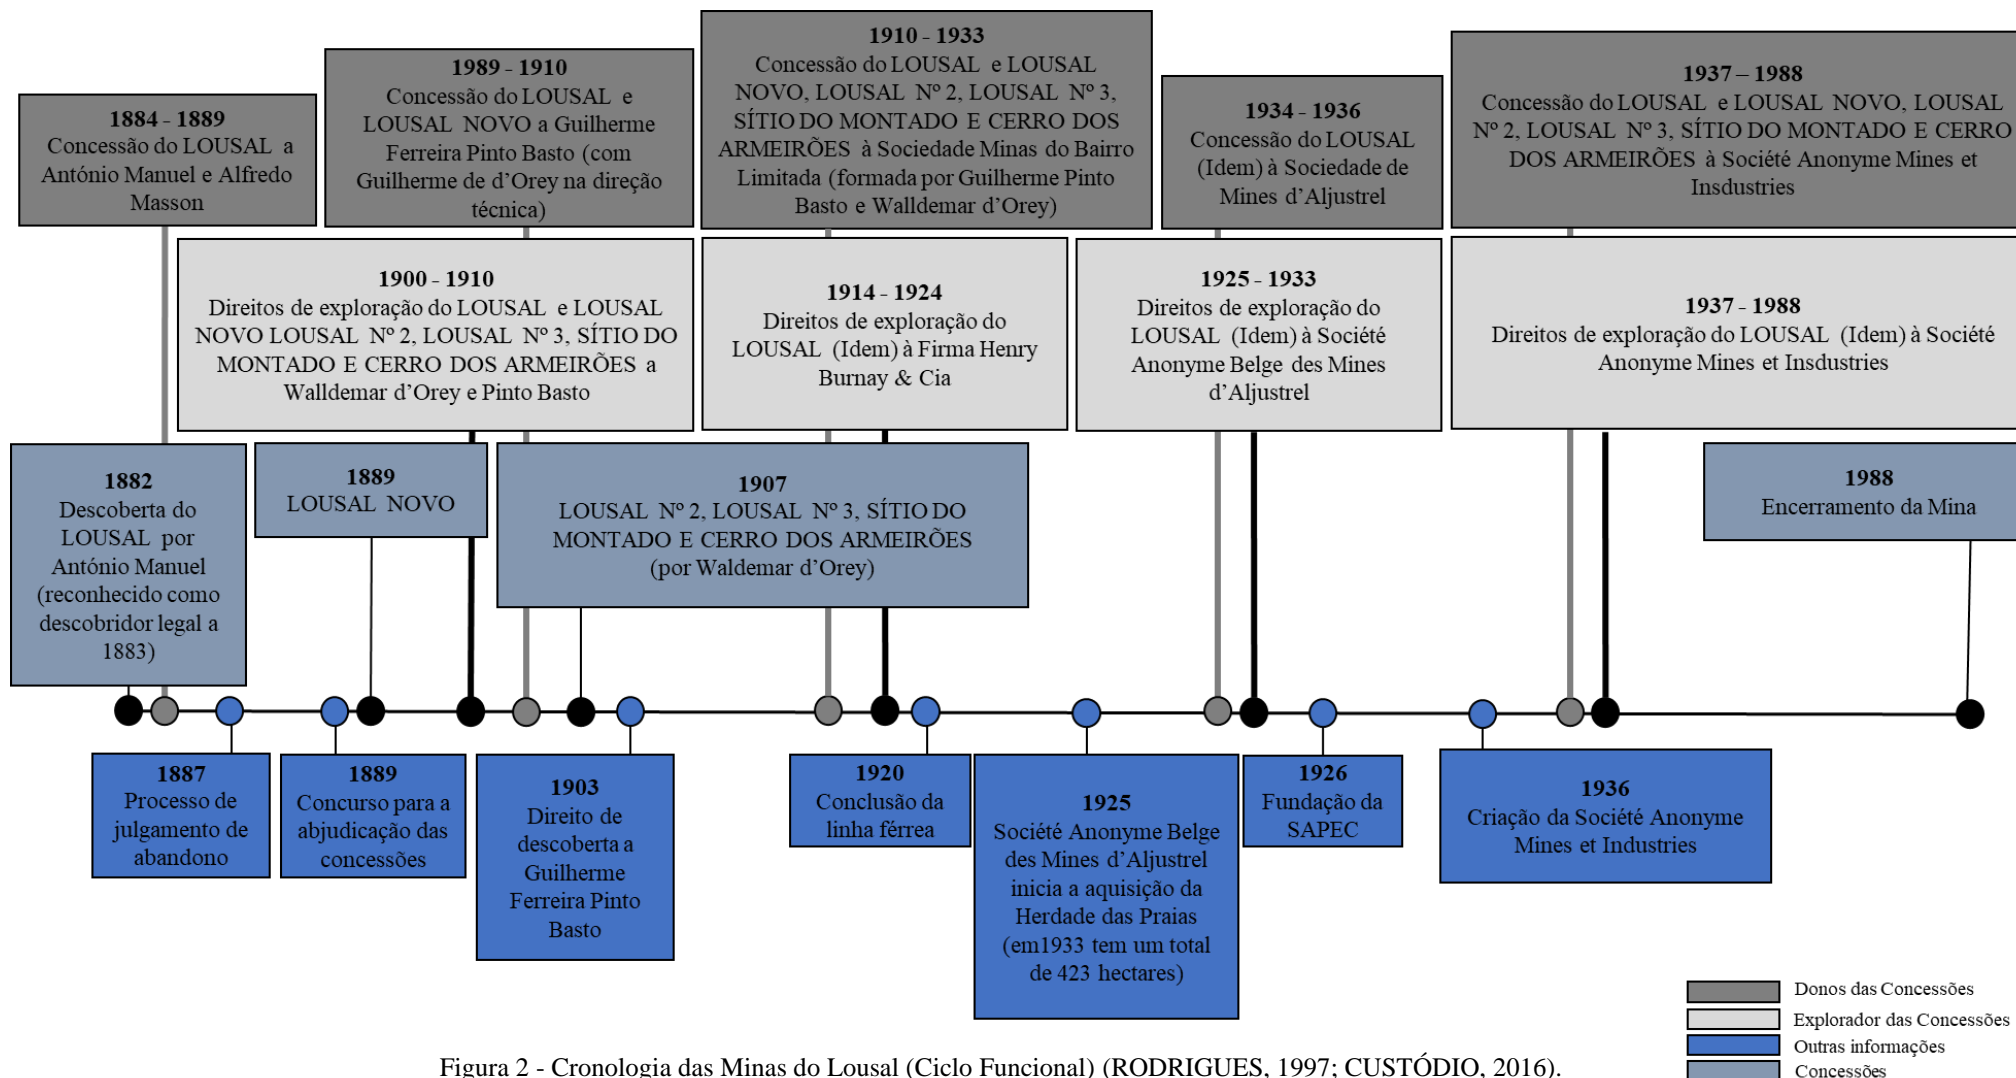 1884 - 1889
Concessão do LOUSAL a
António Manuel e Alfredo
Masson
1989 - 1910
Concessão do LOUSAL e
LOUSAL NOVO a Guilherme
Ferreira Pinto Basto (com
Guilherme de d’Orey na direção
técnica)
1910 - 1933
Concessão do LOUSAL e LOUSAL
NOVO, LOUSAL Nº 2, LOUSAL Nº 3,
SÍTIO DO MONTADO E CERRO DOS
ARMEIRÕES à Sociedade Minas do Bairro
Limitada (formada por Guilherme Pinto
Basto e Walldemar d’Orey)
1934 - 1936
Concessão do LOUSAL
(Idem) à Sociedade de
Mines d’Aljustrel
1937 – 1988
Concessão do LOUSAL e LOUSAL NOVO, LOUSAL
Nº 2, LOUSAL Nº 3, SÍTIO DO MONTADO E CERRO
DOS ARMEIRÕES à Société Anonyme Mines et
Insdustries
1900 - 1910
Direitos de exploração do LOUSAL e LOUSAL
NOVO LOUSAL Nº 2, LOUSAL Nº 3, SÍTIO DO
MONTADO E CERRO DOS ARMEIRÕES a
Walldemar d’Orey e Pinto Basto
1914 - 1924
Direitos de exploração do
LOUSAL (Idem) à Firma Henry
Burnay & Cia
1925 - 1933
Direitos de exploração do
LOUSAL (Idem) à Société
Anonyme Belge des Mines
d’Aljustrel
1937 - 1988
Direitos de exploração do LOUSAL (Idem) à Société
Anonyme Mines et Insdustries
1882
Descoberta do
LOUSAL por
António Manuel
(reconhecido como
descobridor legal a
1883)
1889
LOUSAL NOVO
1907
LOUSAL Nº 2, LOUSAL Nº 3, SÍTIO DO
MONTADO E CERRO DOS ARMEIRÕES
(por Waldemar d’Orey)
1988
Encerramento da Mina
1887
Processo de
julgamento de
abandono
1889
Concurso para a
abjudicação das
concessões
1903
Direito de
descoberta a
Guilherme
Ferreira Pinto
Basto
1920
Conclusão da
linha férrea
1925
Société Anonyme Belge
des Mines d’Aljustrel
inicia a aquisição da
Herdade das Praias
(em1933 tem um total
de 423 hectares)
1926
Fundação da
SAPEC
1936
Criação da Société Anonyme
Mines et Industries
Donos das Concessões
Explorador das Concessões
Outras informações
Concessões
Figura 2 - Cronologia das Minas do Lousal (Ciclo Funcional) (RODRIGUES, 1997; CUSTÓDIO, 2016).